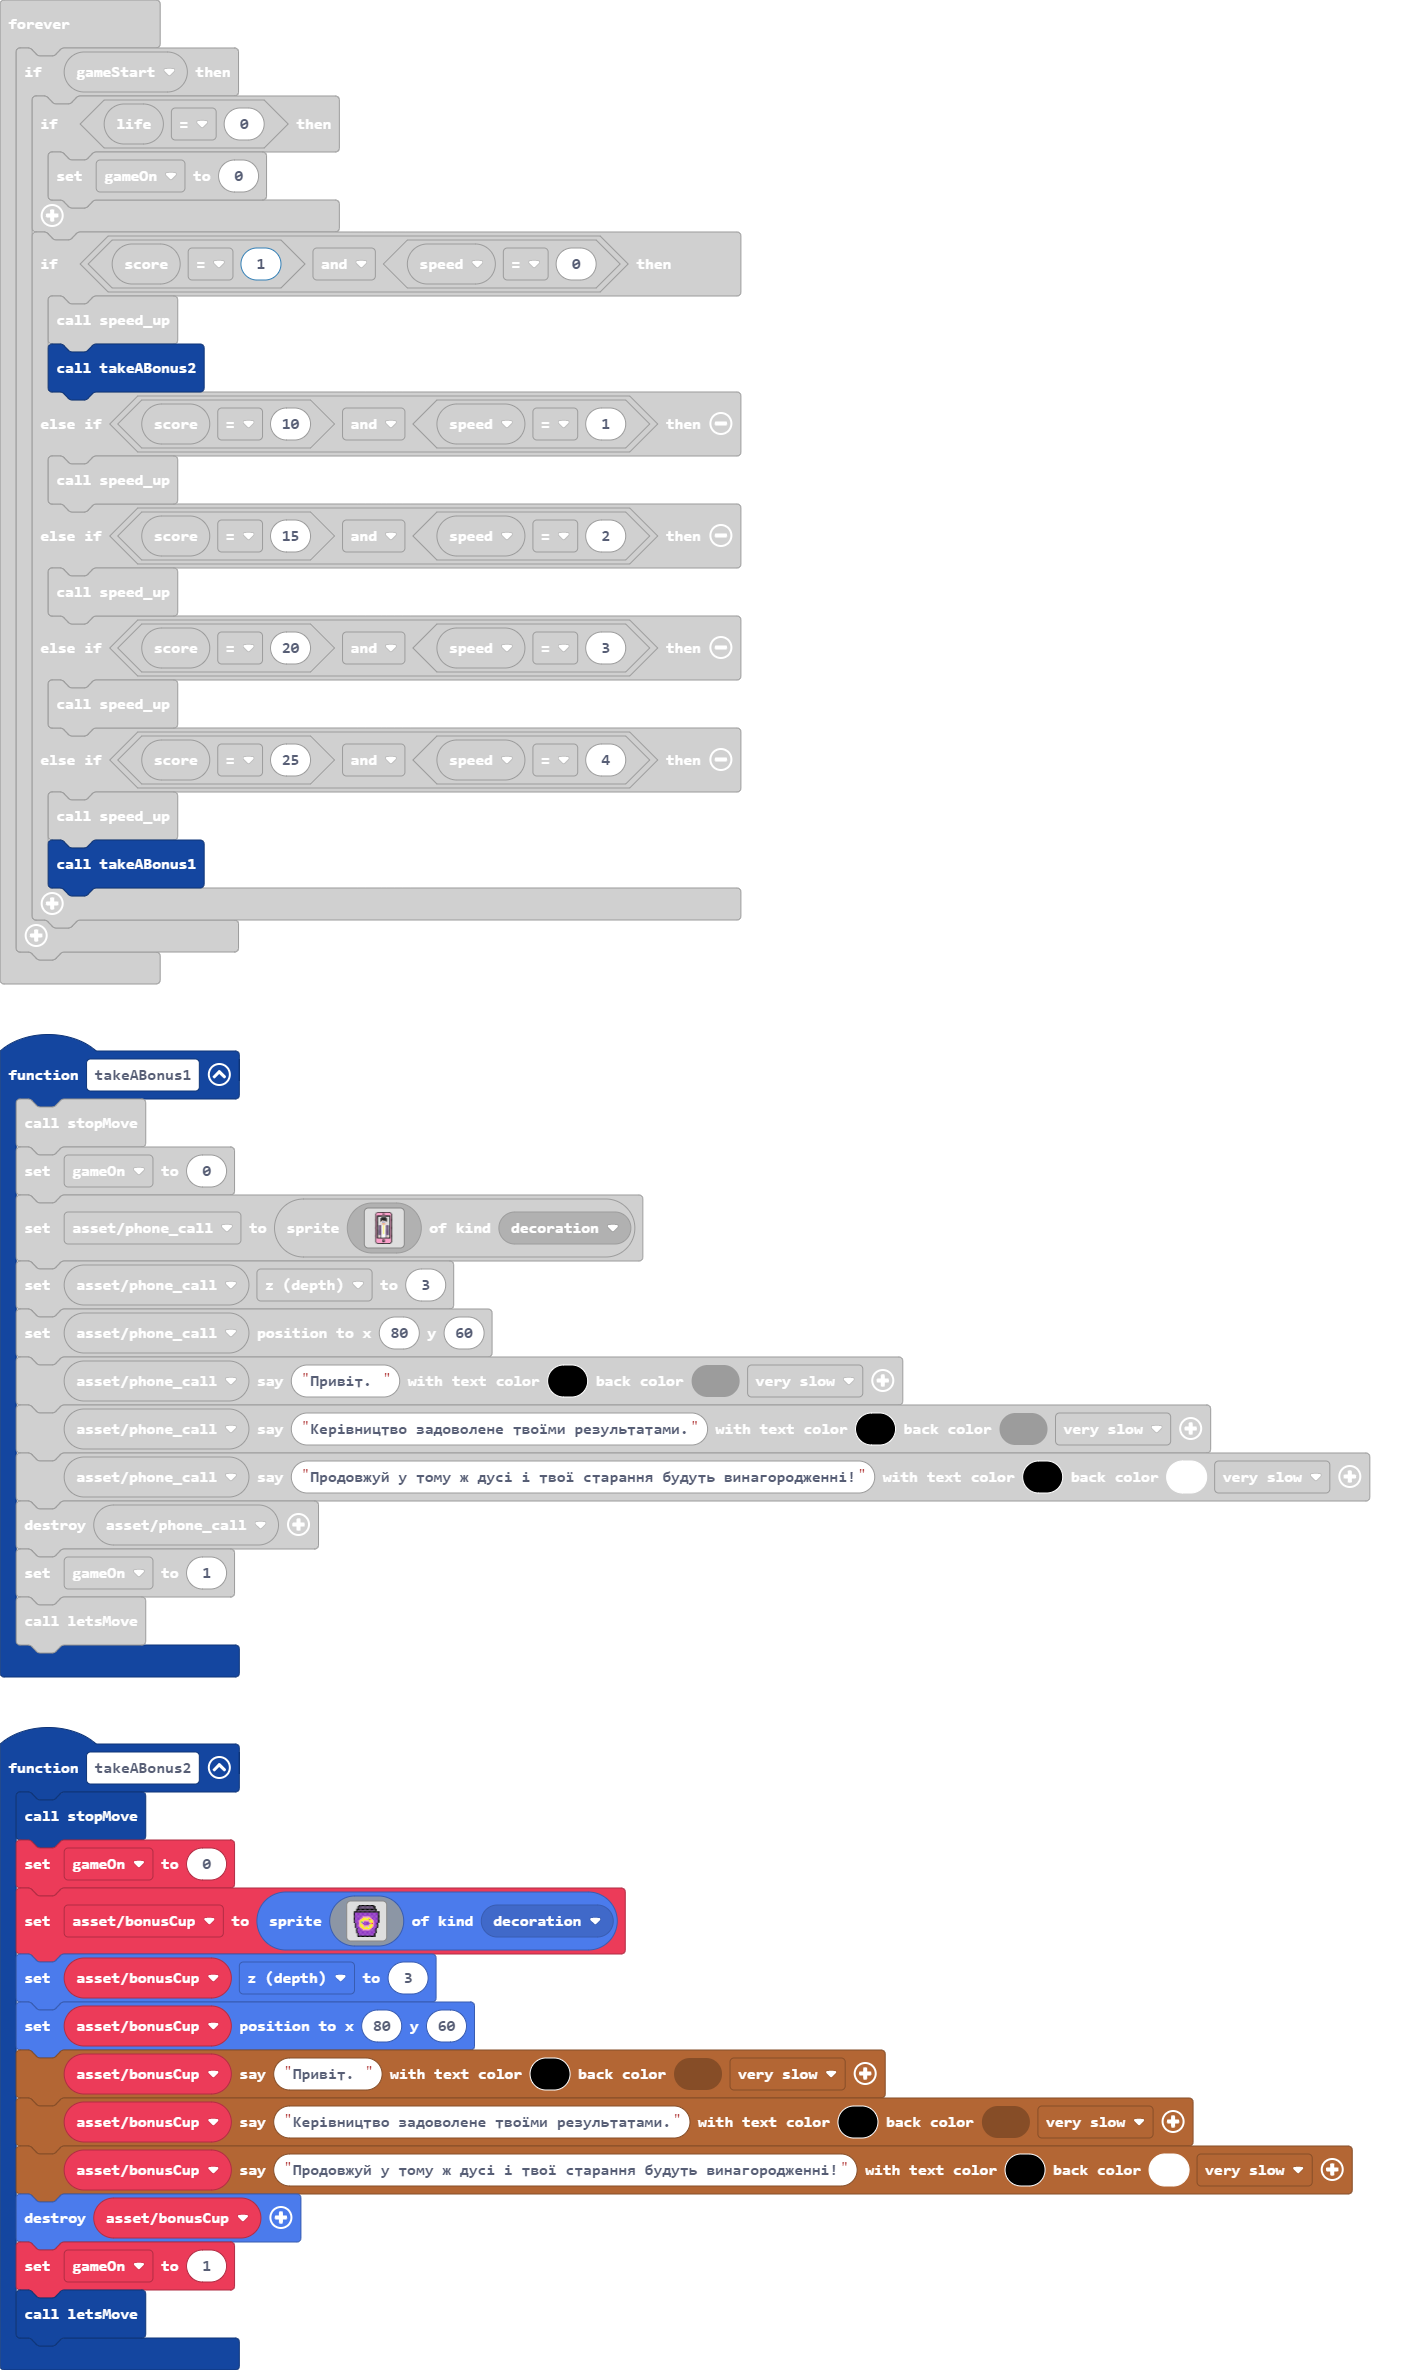 forever
if gameStart then
if life = 0 then
set gameOn to 0
if score = 1 and speed = 0 then
call speed_up
call takeABonus2
else if score = 10 and speed = 1 then
call speed_up
else if score = 15 and speed = 2 then
call speed_up
else if score = 20 and speed = 3 then
call speed_up
else if score = 25 and speed = 4 then
call speed_up
call takeABonus1
function takeABonus1
call stopMove
set gameOn to 0
set asset/phone_call to sprite of kind decoration
set asset/phone_call z (depth) to 3
set asset/phone_call position to x 80 y 60
asset/phone_call say "Привіт. " with text color back color very slow
asset/phone_call say "Керівництво задоволене твоїми результатами." with text color back color very slow
asset/phone_call say "Продовжуй у тому ж дусі і твої старання будуть винагородженні!" with text color back color very slow
destroy asset/phone_call
set gameOn to 1
call letsMove
function takeABonus2
call stopMove
set gameOn to 0
set asset/bonusCup to sprite of kind decoration
set asset/bonusCup z (depth) to 3
set asset/bonusCup position to x 80 y 60
asset/bonusCup say "Привіт. " with text color back color very slow
asset/bonusCup say "Керівництво задоволене твоїми результатами." with text color back color very slow
asset/bonusCup say "Продовжуй у тому ж дусі і твої старання будуть винагородженні!" with text color back color very slow
destroy asset/bonusCup
set gameOn to 1
call letsMove